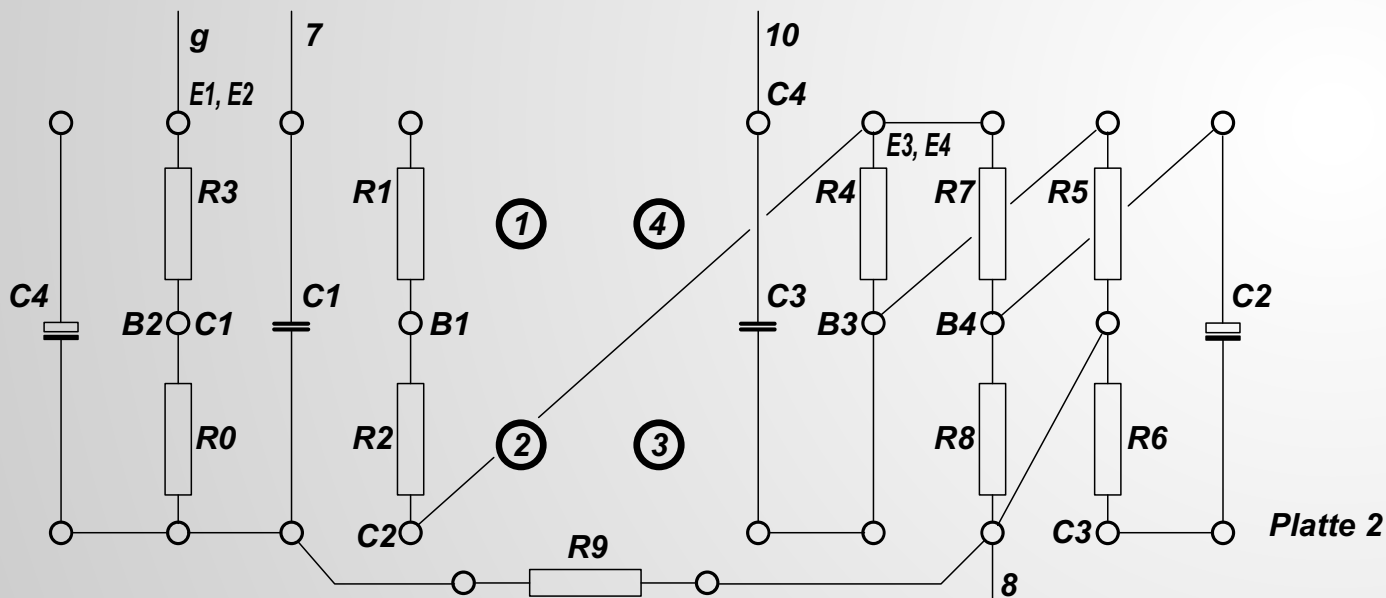 g 7 10
E1, E2 C4
E3, E4
R3 R1 R4 R7 R5
1 4
C4 C1 C3 C2
B2 C1 B1 B3 B4
R0 R2 2 3 R8 R6
C2 C3 Platte 2
R9
8